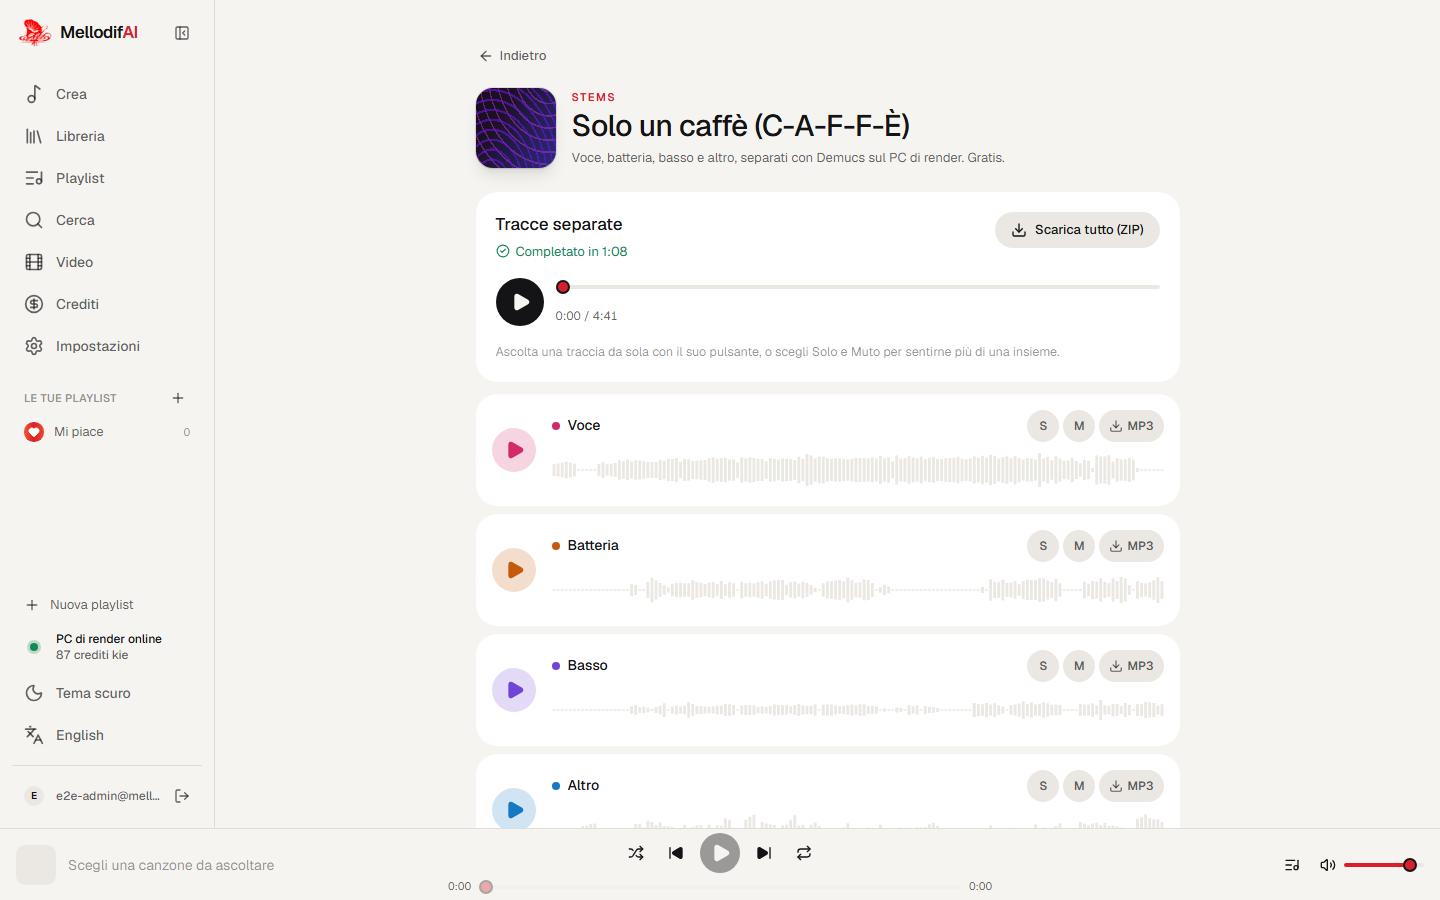 MellodifAI
Crea
Libreria
Playlist
Cerca
Video
Crediti
Impostazioni
LE TUE PLAYLIST
Mi piace 0
Nuova playlist
PC di render online
87 crediti kie
Tema scuro
English
E e2e-admin@mell...
Indietro
STEMS
Solo un caffè (C-A-F-F-È)
Voce, batteria, basso e altro, separati con Demucs sul PC di render. Gratis.
Tracce separate
Scarica tutto (ZIP)
Completato in 1:08
0:00 / 4:41
Ascolta una traccia da sola con il suo pulsante, o scegli Solo e Muto per sentirne più di una insieme.
Voce S M MP3
Batteria S M MP3
Basso S M MP3
Altro S M MP3
Scegli una canzone da ascoltare
0:00 0:00